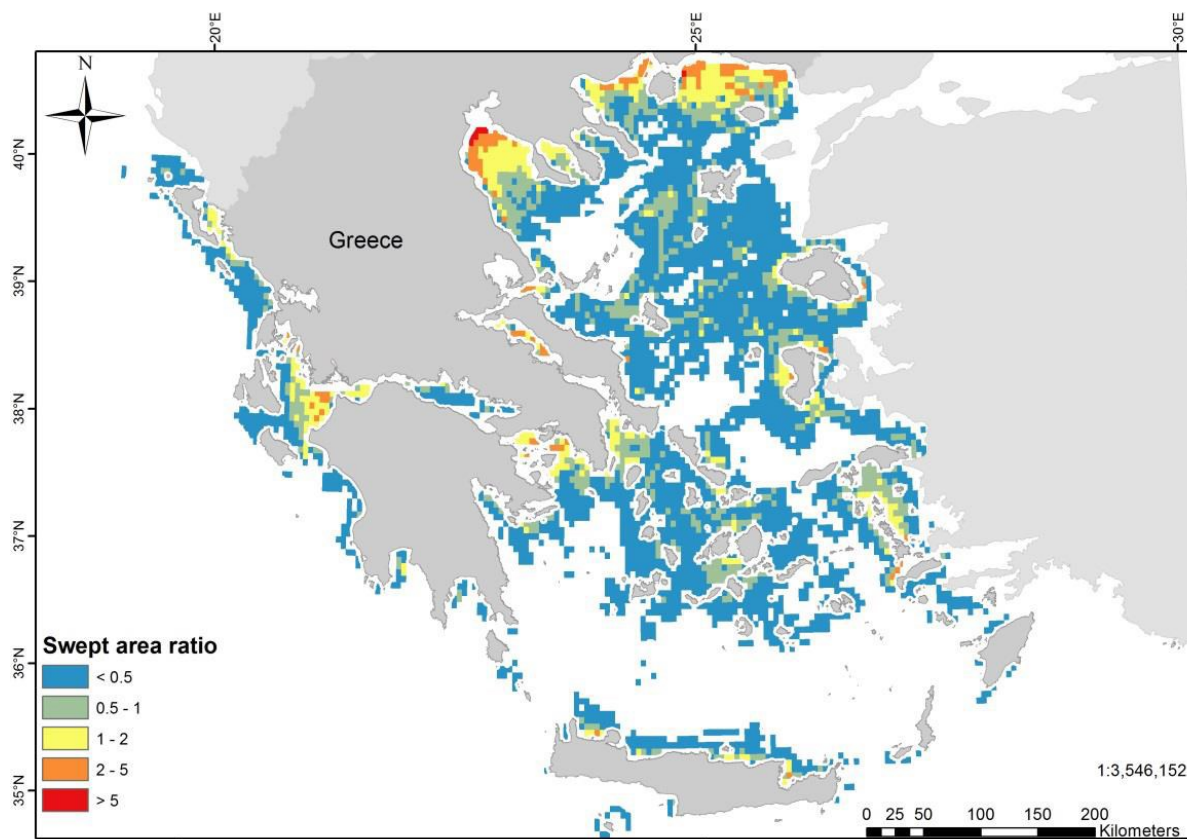 20°E
25°E
30°E
N
40°N
39°N
38°N
37°N
36°N
35°N
Greece
Swept area ratio
< 0.5
0.5 - 1
1 - 2
2 - 5
> 5
1:3,546,152
0 25 50 100 150 200
Kilometers